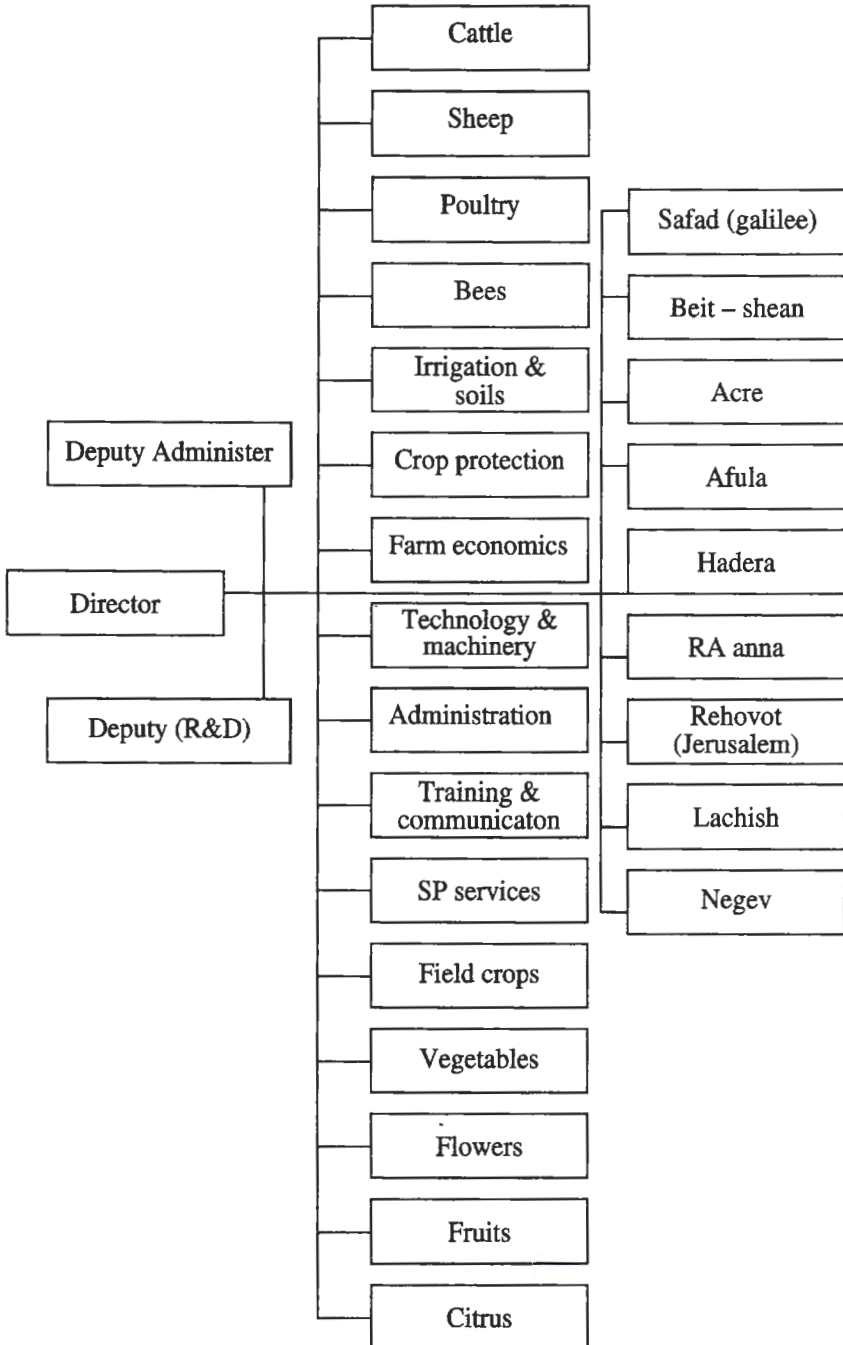 Deputy Administer
Director
Deputy (R&D)
Cattle
Sheep
Poultry
Bees
Irrigation &
soils
Crop protection
Farm economics
Technology &
machinery
Administration
Training &
communicaton
SP services
Field crops
Vegetables
Flowers
Fruits
Citrus
Safad (galilee)
Beit – shean
Acre
Afula
Hadera
RA anna
Rehovot
(Jerusalem)
Lachish
Negev